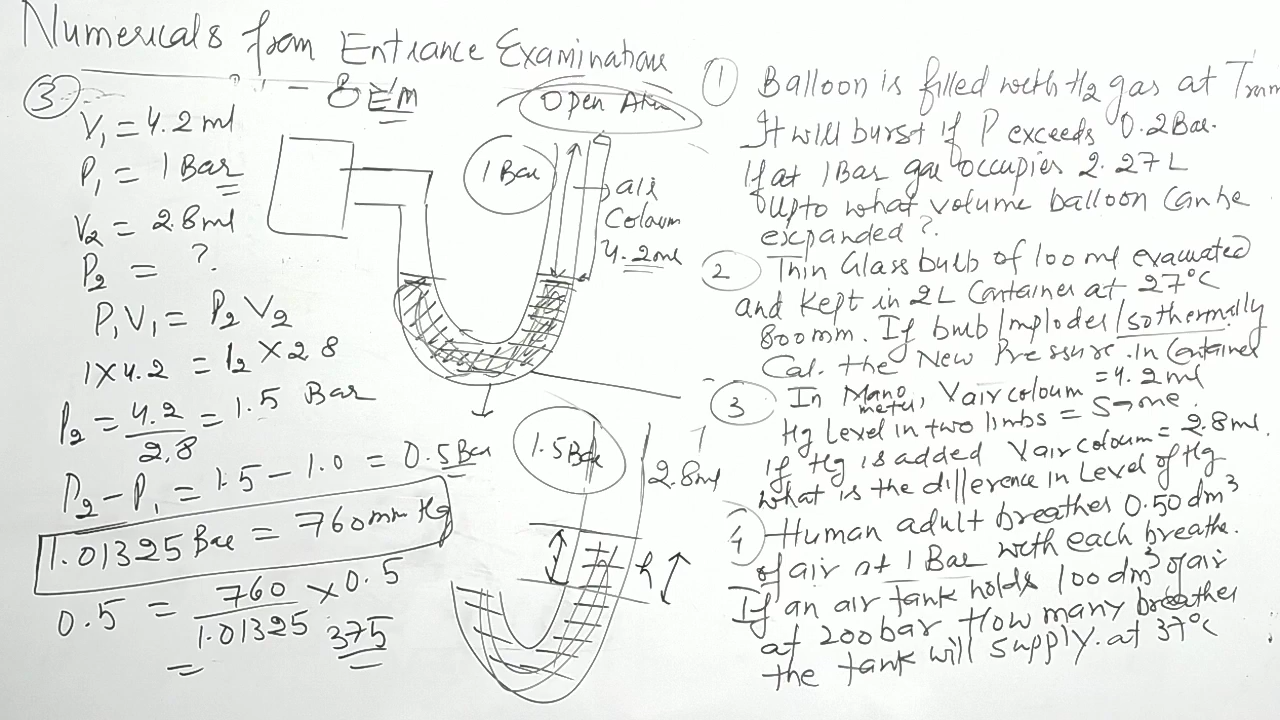 Numericals from Entrance Examinations
- 8 EM
3
V1 = 4.2 ml
P1 = 1 Bar
V2 = 2.8 ml
P2 = ?
P1V1 = P2V2
1 x 4.2 = P2 x 2.8
P2 = 4.2/2.8 = 1.5 Bar
P2 - P1 = 1.5 - 1.0 = 0.5 Bar
1.01325 Bar = 760 mm Hg
0.5 = 760/1.01325 x 0.5
375
Open Atm
1 Bar
air
Coloum
4.2 ml
1.5 Bar
2.8 ml
h
1 Balloon is filled with H2 gas at Troom
It will burst if P exceeds 0.2 Bar.
If at 1 Bar gas occupies 2.27 L
Upto what volume balloon can be
expanded ?
2 Thin Glass bulb of 100 ml evacuated
and Kept in 2L Container at 27°C
800 mm. If bulb Implodes Isothermally
Cal. the New Pressure. in Container
3 In Manometer, V air coloum = 4.2 ml
Hg Level in two limbs = Same.
If Hg is added V air coloum = 2.8 ml.
what is the difference in Level of Hg
4 Human adult breathes 0.50 dm3
of air at 1 Bar with each breathe.
If an air tank holds 100 dm3 of air
at 200 bar How many breathes
the tank will supply. at 37°C